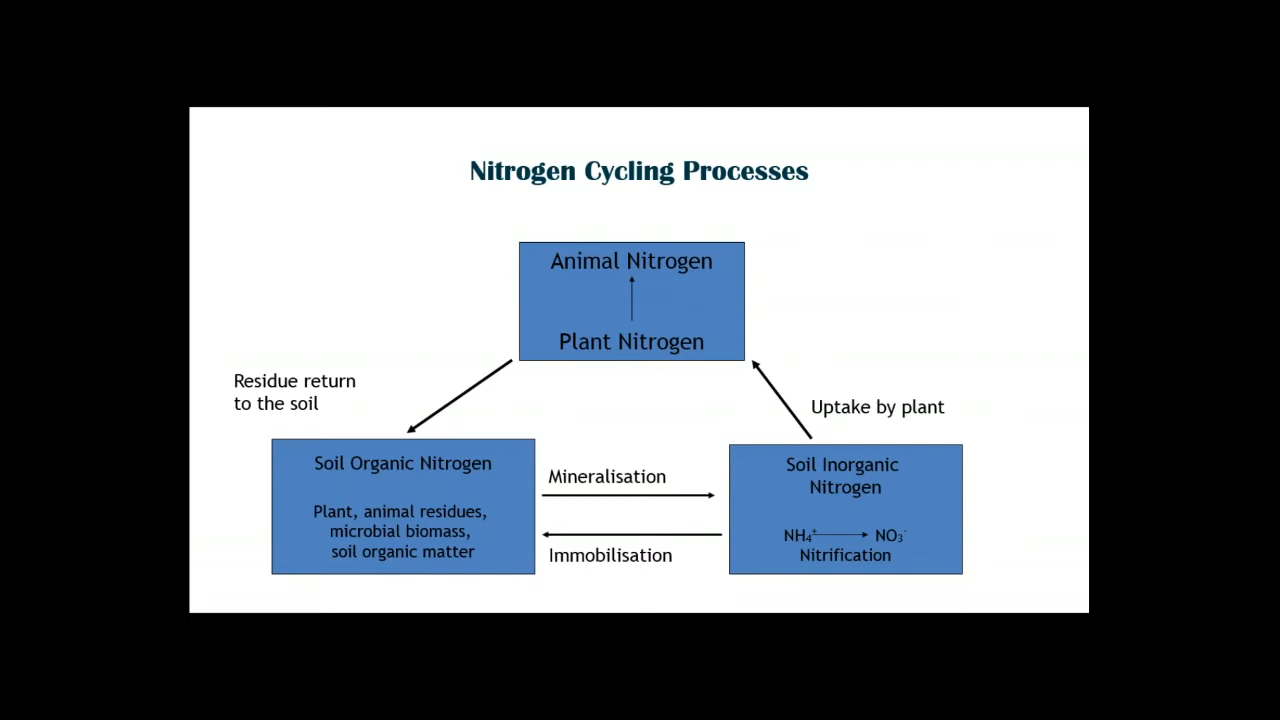 Nitrogen Cycling Processes
Animal Nitrogen
Plant Nitrogen
Residue return
to the soil
Uptake by plant
Soil Organic Nitrogen
Plant, animal residues,
microbial biomass,
soil organic matter
Mineralisation
Immobilisation
Soil Inorganic
Nitrogen
NH₄⁺ NO₃⁻
Nitrification